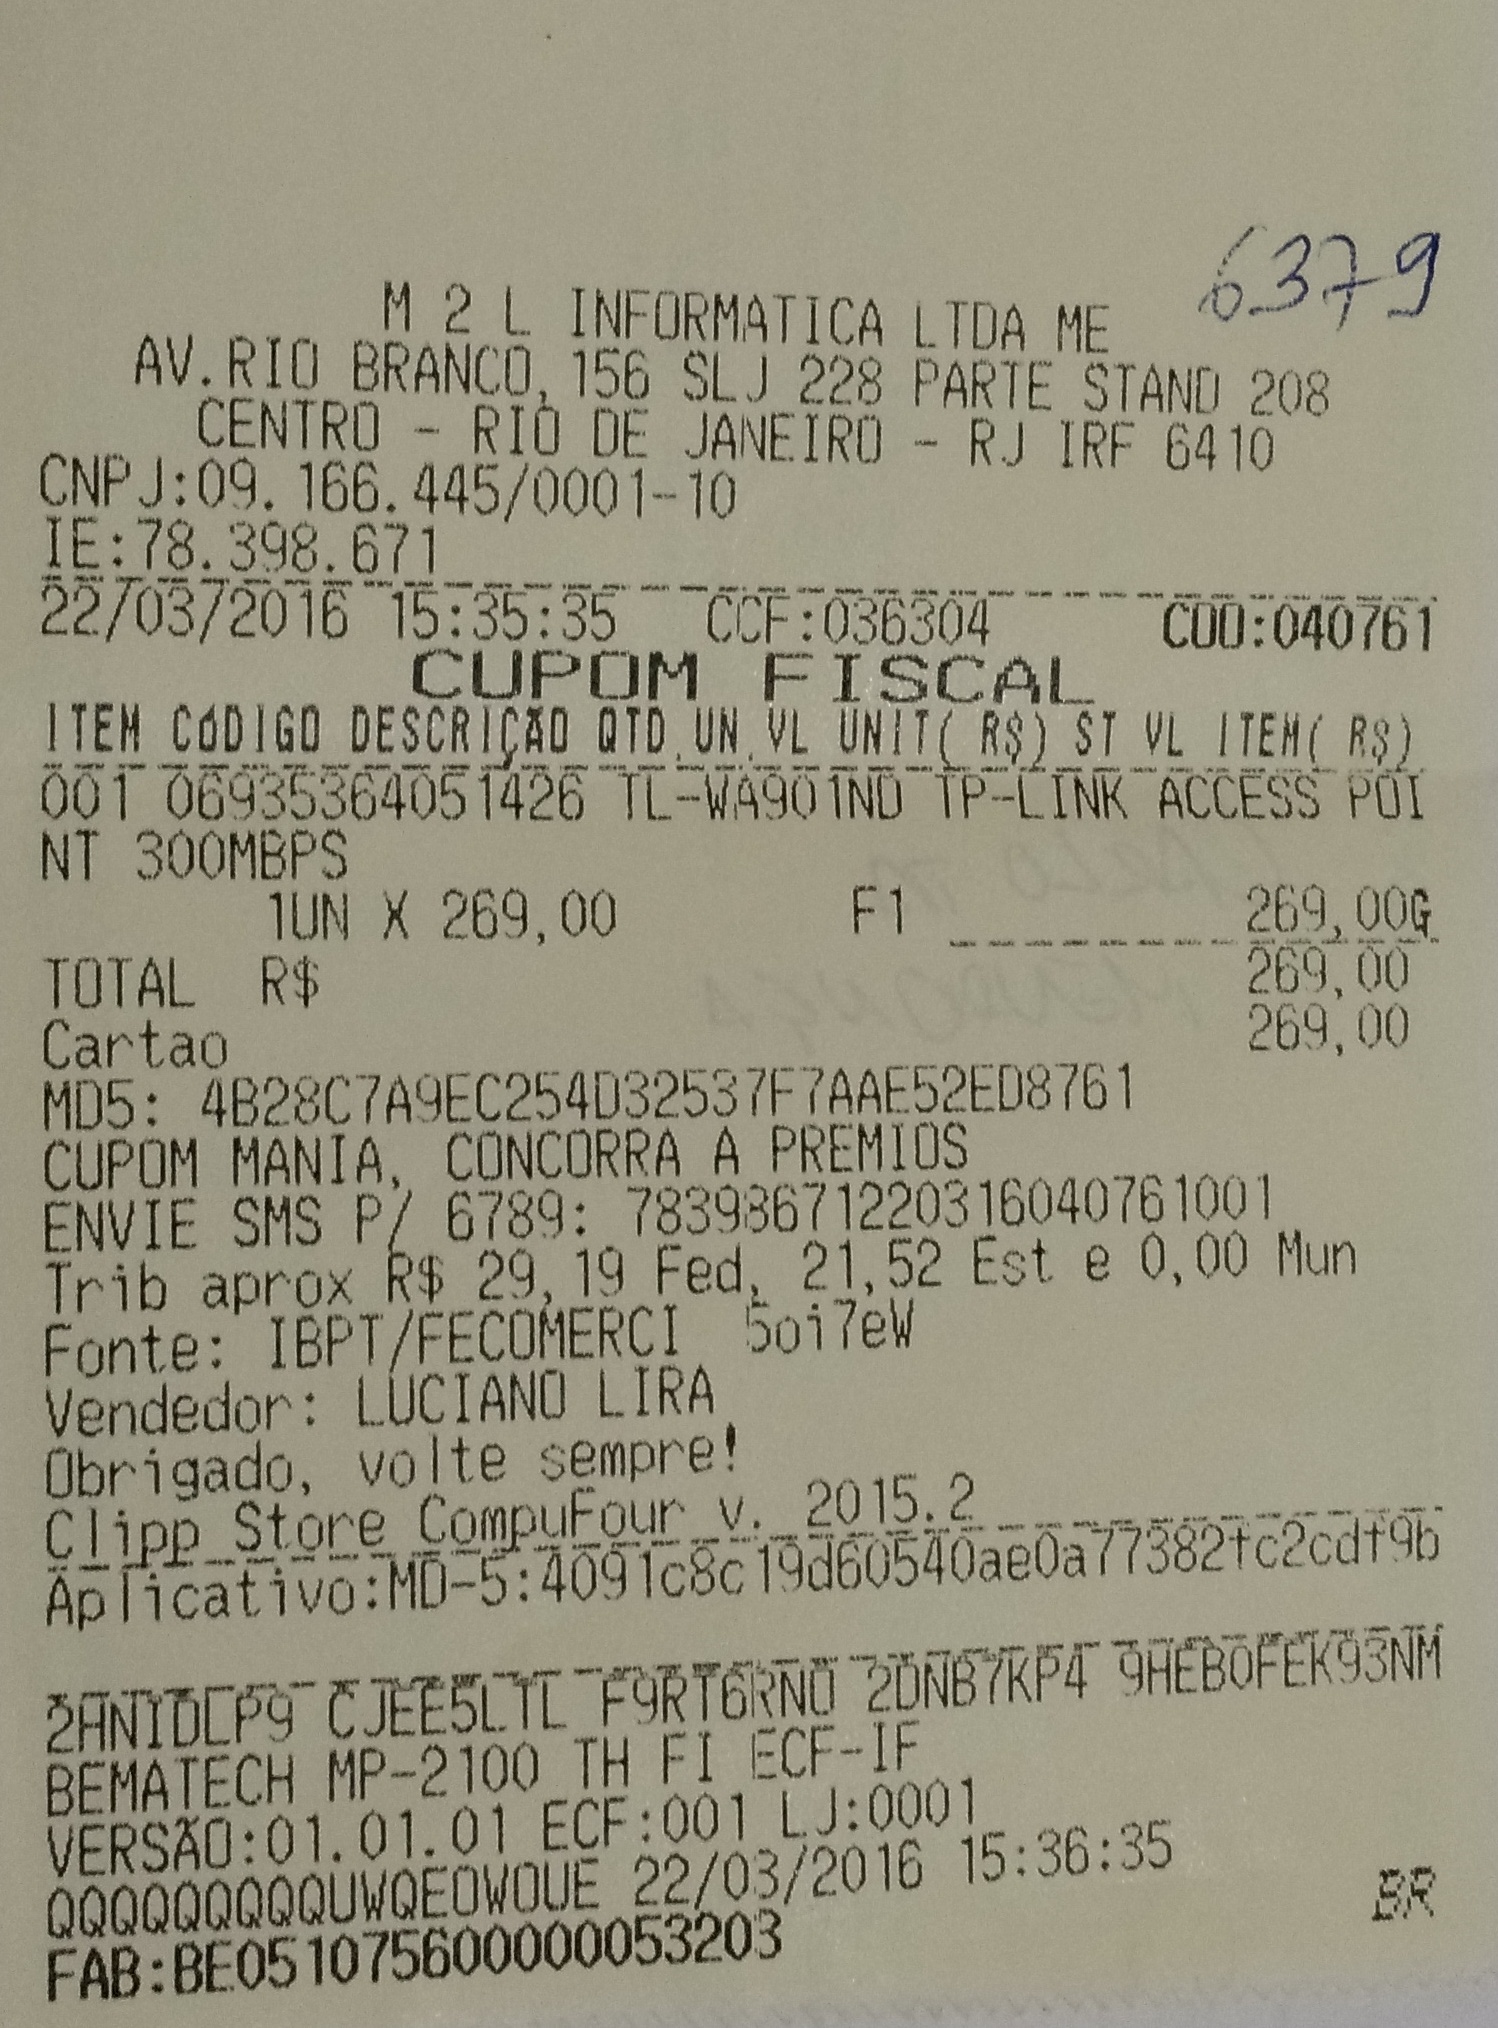 6379
M 2 L INFORMATICA LTDA ME
AV.RIO BRANCO, 156 SLJ 228 PARTE STAND 208
CENTRO - RIO DE JANEIRO - RJ IRF 6410
CNPJ:09.166.445/0001-10
IE:78.398.671
22/03/2016 15:35:35 CCF:036304 COO:040761
CUPOM FISCAL
ITEM CÓDIGO DESCRIÇÃO QTD.UN.VL UNIT( R$) ST VL ITEM( R$)
001 06935364051426 TL-WA901ND TP-LINK ACCESS POI
NT 300MBPS
1UN X 269,00 F1 269,00G
TOTAL R$ 269,00
Cartao 269,00
MD5: 4B28C7A9EC254D32537F7AAE52ED8761
CUPOM MANIA, CONCORRA A PREMIOS
ENVIE SMS P/ 6789: 78398671220316040761001
Trib aprox R$ 29,19 Fed, 21,52 Est e 0,00 Mun
Fonte: IBPT/FECOMERCI 5oi7eW
Vendedor: LUCIANO LIRA
Obrigado, volte sempre!
Clipp Store CompuFour v. 2015.2
Aplicativo:MD-5:4091c8c19d60540ae0a77382fc2cdf9b
2HNIDLP9 CJEE5LTL F9RT6RNO 2DNB7KP4 9HEBOFEK93NM
BEMATECH MP-2100 TH FI ECF-IF
VERSÃO:01.01.01 ECF:001 LJ:0001
QQQQQQQQQUWQEOWOUE 22/03/2016 15:36:35
FAB:BE051075600000053203 BR